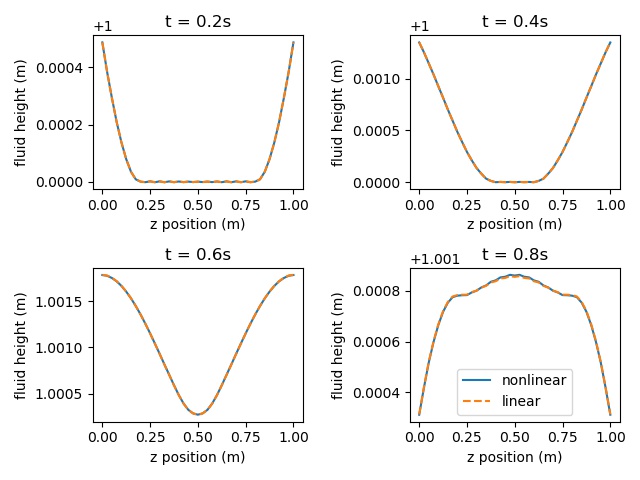 t = 0.2s
+1
fluid height (m)
0.0004
0.0002
0.0000
0.00 0.25 0.50 0.75 1.00
z position (m)
t = 0.4s
+1
fluid height (m)
0.0010
0.0005
0.0000
0.00 0.25 0.50 0.75 1.00
z position (m)
t = 0.6s
fluid height (m)
1.0015
1.0010
1.0005
0.00 0.25 0.50 0.75 1.00
z position (m)
t = 0.8s
+1.001
fluid height (m)
0.0008
0.0006
0.0004
nonlinear
linear
0.00 0.25 0.50 0.75 1.00
z position (m)